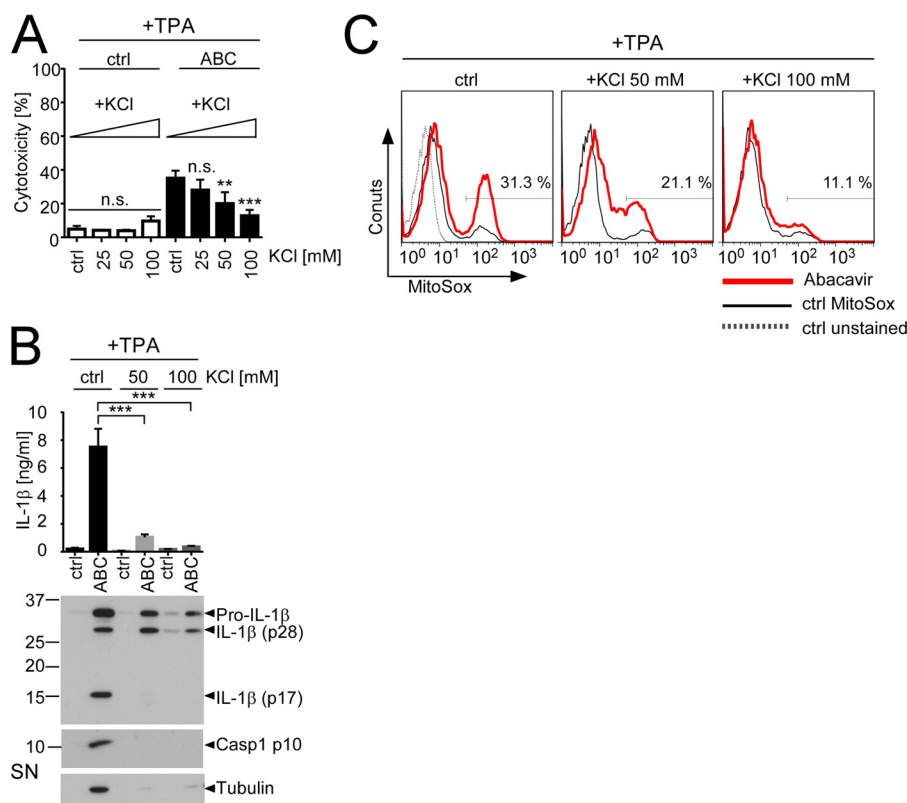 A
+TPA
ctrl ABC
+KCl +KCl
Cytotoxicity [%]
100
80
60
40
20
0
n.s. n.s. ** ***
ctrl 25 50 100 ctrl 25 50 100 KCl [mM]
B
+TPA
ctrl 50 100 KCl [mM]
***
***
IL-1β [ng/ml]
10
8
6
4
2
0
ctrl ABC ctrl ABC ctrl ABC
37
25
20
15
Pro-IL-1β
IL-1β (p28)
IL-1β (p17)
10
Casp1 p10
SN
Tubulin
C
+TPA
ctrl +KCl 50 mM +KCl 100 mM
Conuts
31.3 % 21.1 % 11.1 %
10⁰ 10¹ 10² 10³ 10⁰ 10¹ 10² 10³ 10⁰ 10¹ 10² 10³
MitoSox
Abacavir
ctrl MitoSox
ctrl unstained